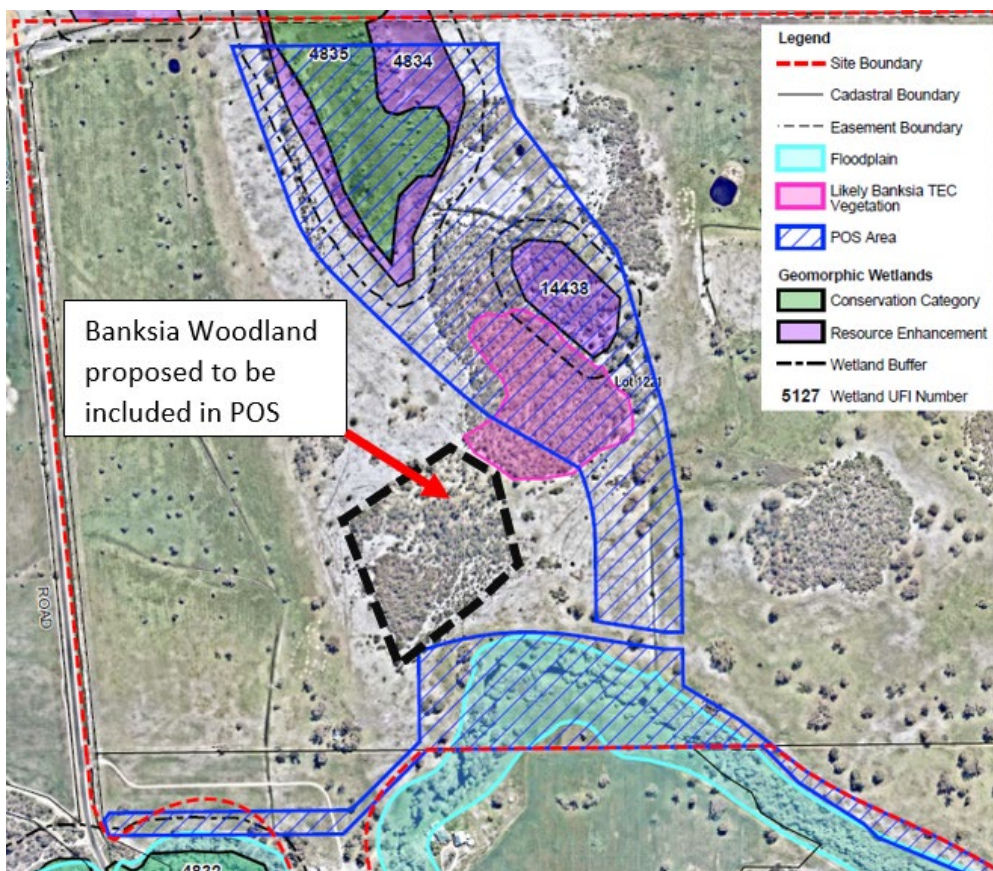 4835
4834
14438
Lot 1221
Banksia Woodland
proposed to be
included in POS
ROAD
4832
Legend
Site Boundary
Cadastral Boundary
Easement Boundary
Floodplain
Likely Banksia TEC
Vegetation
POS Area
Geomorphic Wetlands
Conservation Category
Resource Enhancement
Wetland Buffer
5127 Wetland UFI Number